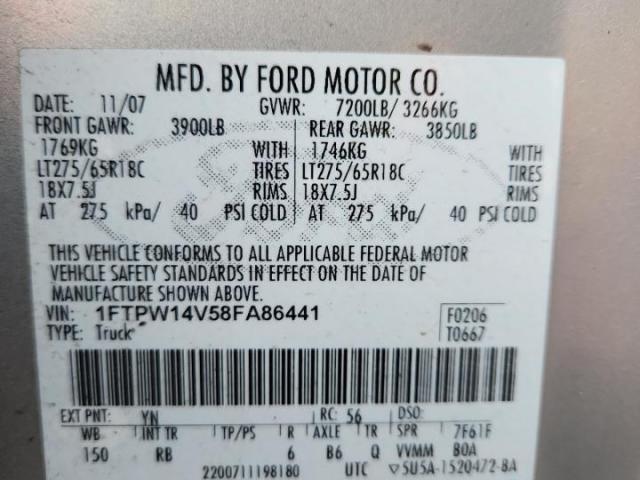 MFD. BY FORD MOTOR CO.
DATE: 11/07 GVWR: 7200LB/ 3266KG
FRONT GAWR: 3900LB REAR GAWR: 3850LB
1769KG WITH 1746KG WITH
LT275/65R18C TIRES LT275/65R18C TIRES
18X7.5J RIMS 18X7.5J RIMS
AT 275 kPa/ 40 PSI COLD AT 275 kPa/ 40 PSI COLD
THIS VEHICLE CONFORMS TO ALL APPLICABLE FEDERAL MOTOR
VEHICLE SAFETY STANDARDS IN EFFECT ON THE DATE OF
MANUFACTURE SHOWN ABOVE.
VIN: 1FTPW14V58FA86441 F0206
TYPE: Truck T0667
EXT PNT: YN RC: 56 DSO:
WB INT TR TP/PS R AXLE TR SPR 7F61F
150 RB 6 B6 Q VVMM BOA
2200711198180 UTC ▽5U5A-1520472-BA